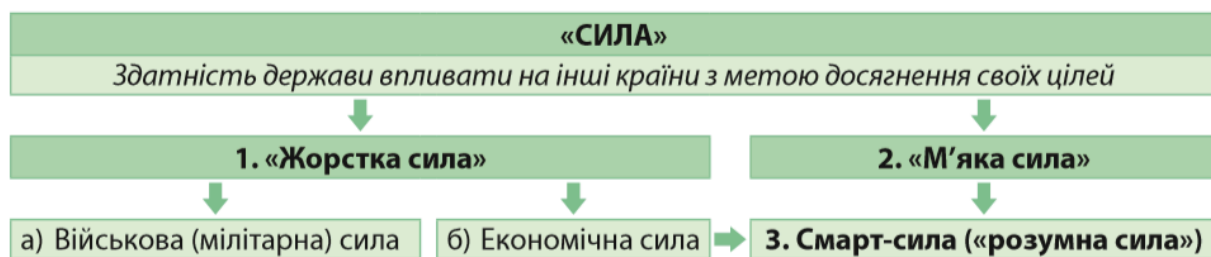 «СИЛА»
Здатність держави впливати на інші країни з метою досягнення своїх цілей
1. «Жорстка сила»
2. «М’яка сила»
а) Військова (мілітарна) сила
б) Економічна сила
3. Смарт-сила («розумна сила»)